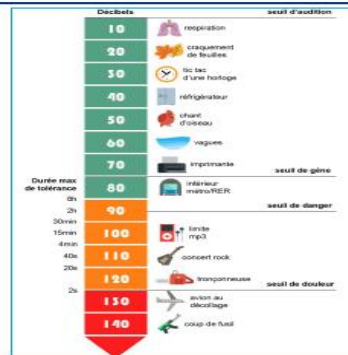 Décibels seuil d'audition
10 respiration
20 craquement
de feuilles
30 tic tac
d'une horloge
40 réfrigérateur
50 chant
d'oiseau
60 vagues
70 imprimante
seuil de gêne
Durée max
de tolérance
80 intérieur
métro/RER
8h
seuil de danger
2h 90
30min
15min 100 limite
mp3
4min
40s 110 concert rock
20s
120 tronçonneuse
seuil de douleur
2s
130 avion au
décollage
140 coup de fusil